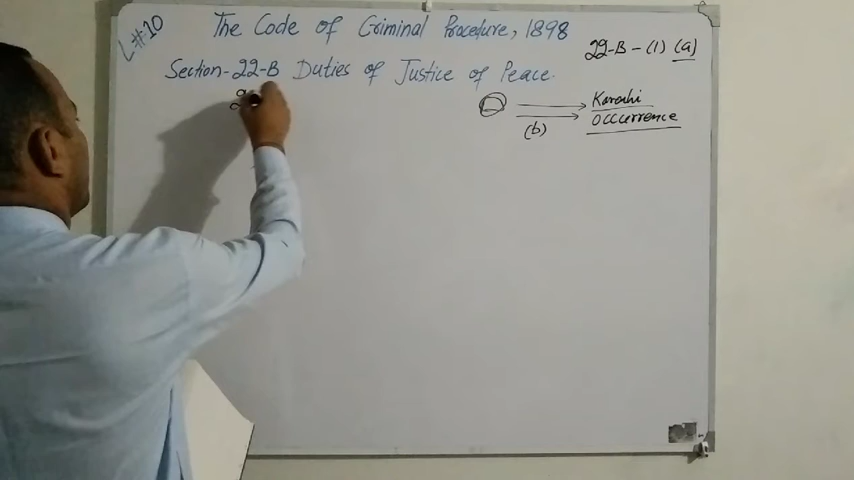 L#10
The Code of Criminal Procedure, 1898
22-B-(1) (a)
Section-22-B Duties of Justice of Peace.
Karachi
Occurrence
(b)